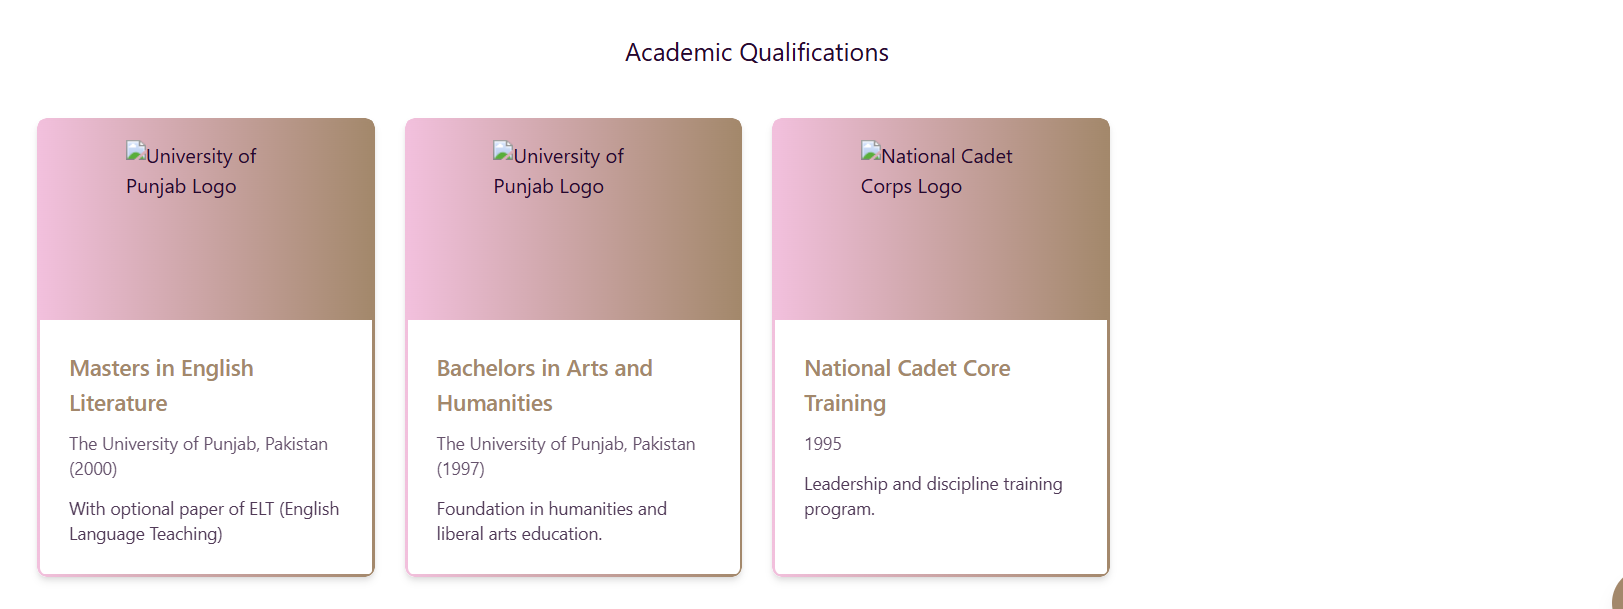 Academic Qualifications
University of
Punjab Logo
University of
Punjab Logo
National Cadet
Corps Logo
Masters in English
Literature
The University of Punjab, Pakistan
(2000)
With optional paper of ELT (English
Language Teaching)
Bachelors in Arts and
Humanities
The University of Punjab, Pakistan
(1997)
Foundation in humanities and
liberal arts education.
National Cadet Core
Training
1995
Leadership and discipline training
program.